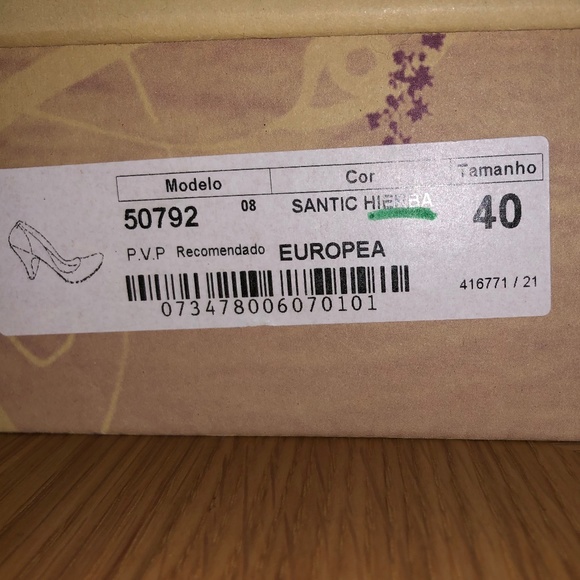 Modelo Cor Tamanho
50792 08 SANTIC HIERBA 40
P.V.P Recomendado EUROPEA
416771 / 21
073478006070101